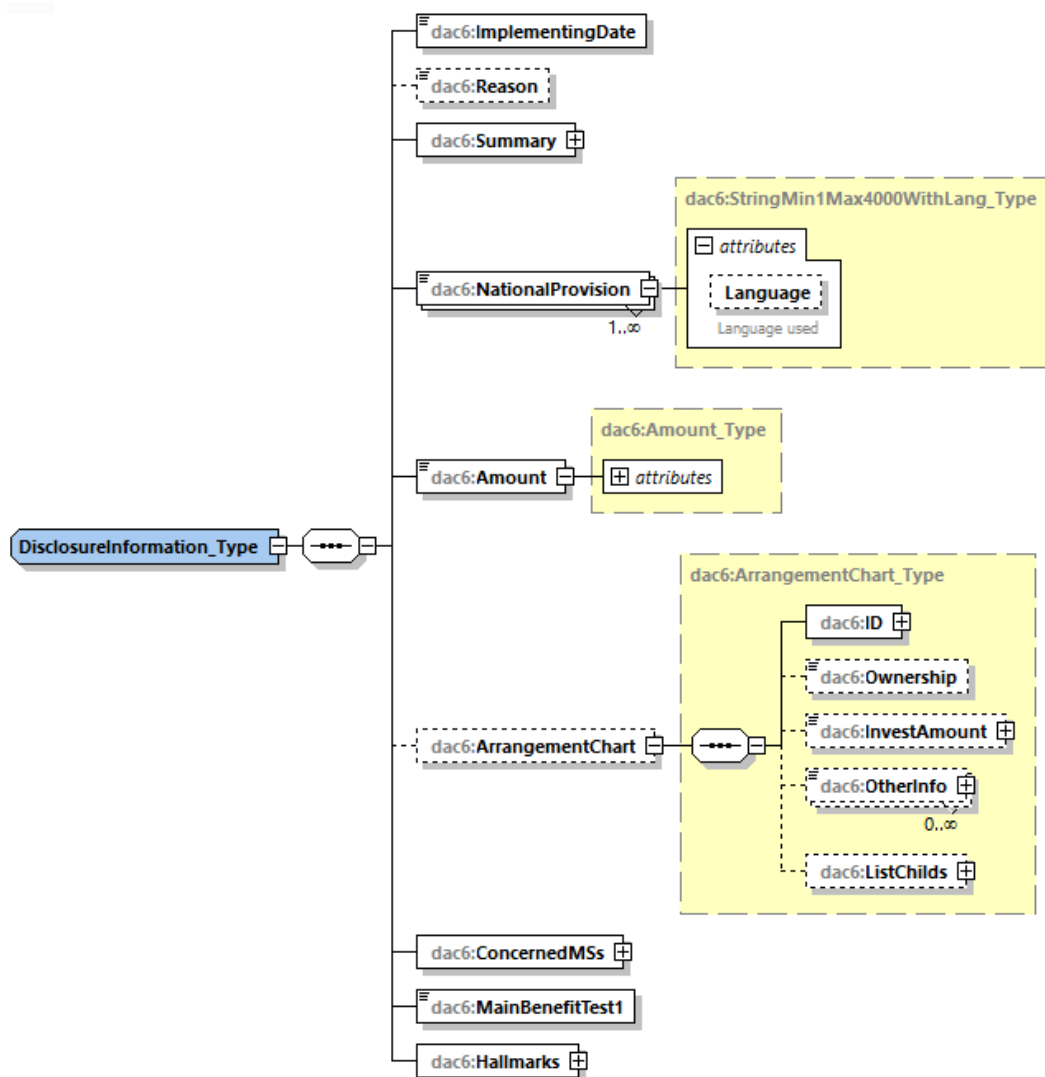 dac6:ImplementingDate
dac6:Reason
dac6:Summary
dac6:StringMin1Max4000WithLang_Type
attributes
dac6:NationalProvision
Language
1..∞
Language used
dac6:Amount_Type
dac6:Amount
attributes
DisclosureInformation_Type
dac6:ArrangementChart_Type
dac6:ID
dac6:Ownership
dac6:InvestAmount
dac6:ArrangementChart
dac6:OtherInfo
0..∞
dac6:ListChilds
dac6:ConcernedMSs
dac6:MainBenefitTest1
dac6:Hallmarks